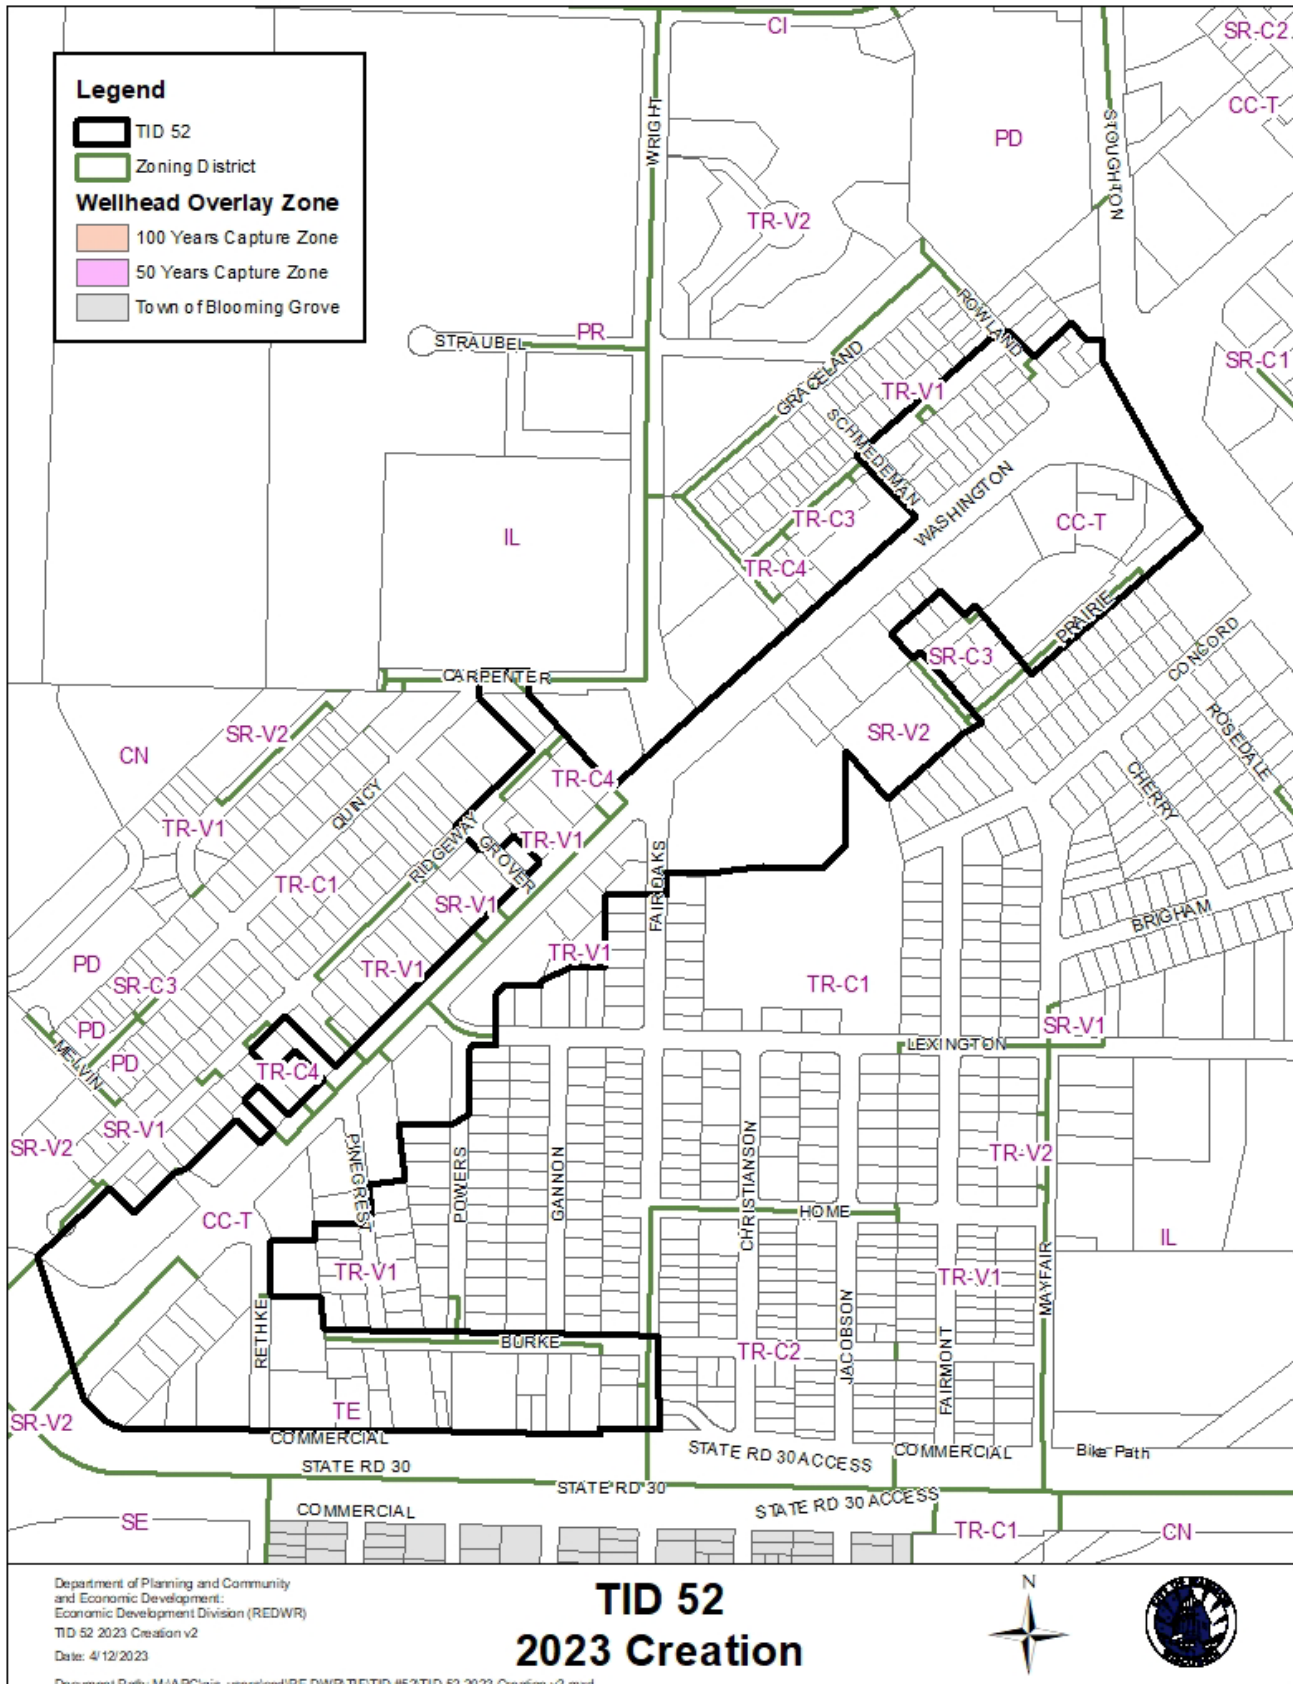 CI
SR-C2
Legend
TID 52
Zoning District
Wellhead Overlay Zone
100 Years Capture Zone
50 Years Capture Zone
Town of Blooming Grove
WRIGHT
PD
STOUGHTON
CC-T
TR-V2
ROWLAND
STRAUBEL
PR
GRACELAND
TR-V1
SR-C1
SCHMEDEMAN
WASHINGTON
IL
TR-C3
CC-T
TR-C4
PRAIRIE
CONCORD
SR-C3
CARPENTER
CN
SR-V2
SR-V2
ROSEDALE
CHERRY
TR-C4
QUINCY
TR-V1
RIDGEWAY
GROVER
TR-V1
FAIR OAKS
TR-C1
SR-V1
BRIGHAM
TR-V1
PD
SR-C3
TR-V1
TR-C1
PD
SR-V1
LEXINGTON
MELVIN
PD
TR-C4
SR-V2
SR-V1
PINECREST
POWERS
GANNON
CHRISTIANSON
TR-V2
CC-T
HOME
IL
TR-V1
TR-V1
MAYFAIR
RETHKE
BURKE
JACOBSON
FAIRMONT
TR-C2
SR-V2
TE
COMMERCIAL
STATE RD 30 ACCESS
COMMERCIAL
Bike Path
STATE RD 30
STATE RD 30
STATE RD 30 ACCESS
SE
COMMERCIAL
TR-C1
CN
Department of Planning and Community
and Economic Development:
Economic Development Division (REDWR)
TID 52 2023 Creation v2
Date: 4/12/2023
TID 52
2023 Creation
N